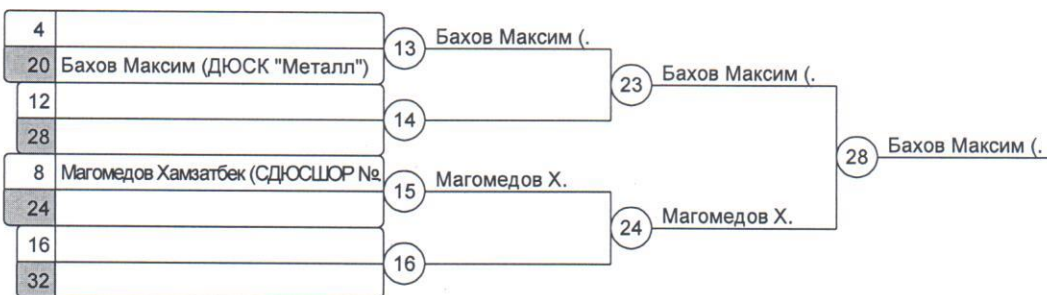 4
13 Бахов Максим (.
20 Бахов Максим (ДЮСК "Металл")
23 Бахов Максим (.
12
14
28
28 Бахов Максим (.
8 Магомедов Хамзатбек (СДЮСШОР №
15 Магомедов Х.
24
24 Магомедов Х.
16
16
32